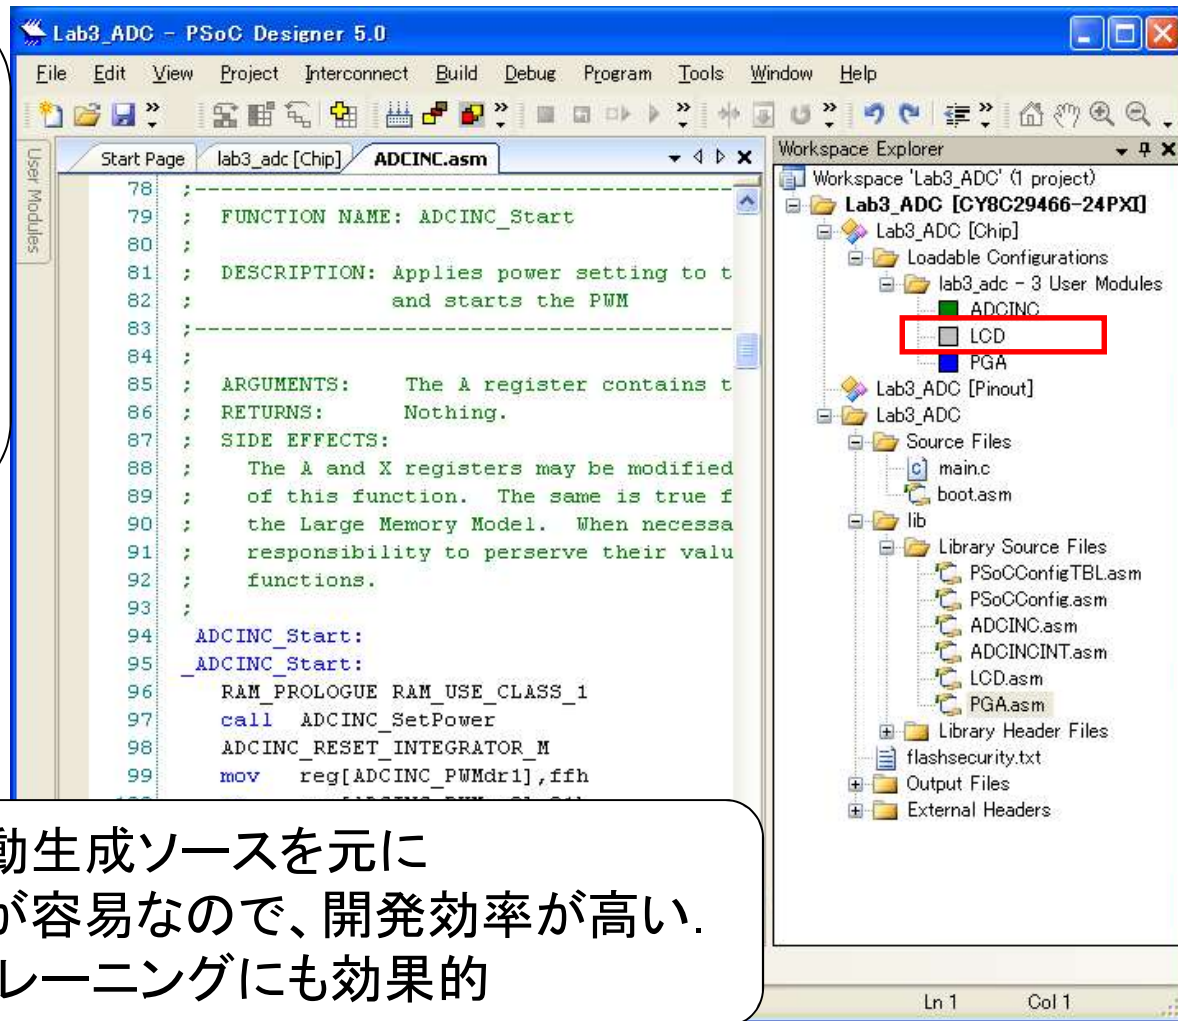 Lab3_ADC - PSoC Designer 5.0
File Edit View Project Interconnect Build Debug Program Tools Window Help
User Modules
Start Page lab3_adc [Chip] ADCINC.asm
78 ;-----------------------------------------------------
79 ; FUNCTION NAME: ADCINC_Start
80 ;
81 ; DESCRIPTION: Applies power setting to t
82 ; and starts the PWM
83 ;-----------------------------------------------------
84 ;
85 ; ARGUMENTS: The A register contains t
86 ; RETURNS: Nothing.
87 ; SIDE EFFECTS:
88 ; The A and X registers may be modified
89 ; of this function. The same is true f
90 ; the Large Memory Model. When necessa
91 ; responsibility to perserve their valu
92 ; functions.
93 ;
94 ADCINC_Start:
95 _ADCINC_Start:
96 RAM_PROLOGUE RAM_USE_CLASS_1
97 call ADCINC_SetPower
98 ADCINC_RESET_INTEGRATOR_M
99 mov reg[ADCINC_PWMdr1],ffh
Workspace Explorer
Workspace 'Lab3_ADC' (1 project)
Lab3_ADC [CY8C29466-24PXI]
Lab3_ADC [Chip]
Loadable Configurations
lab3_adc - 3 User Modules
ADCINC
LCD
PGA
Lab3_ADC [Pinout]
Lab3_ADC
Source Files
main.c
boot.asm
lib
Library Source Files
PSoCConfigTBL.asm
PSoCConfig.asm
ADCINC.asm
ADCINCINT.asm
LCD.asm
PGA.asm
Library Header Files
flashsecurity.txt
Output Files
External Headers
動生成ソースを元に
が容易なので、開発効率が高い.
レーニングにも効果的
Ln 1 Col 1